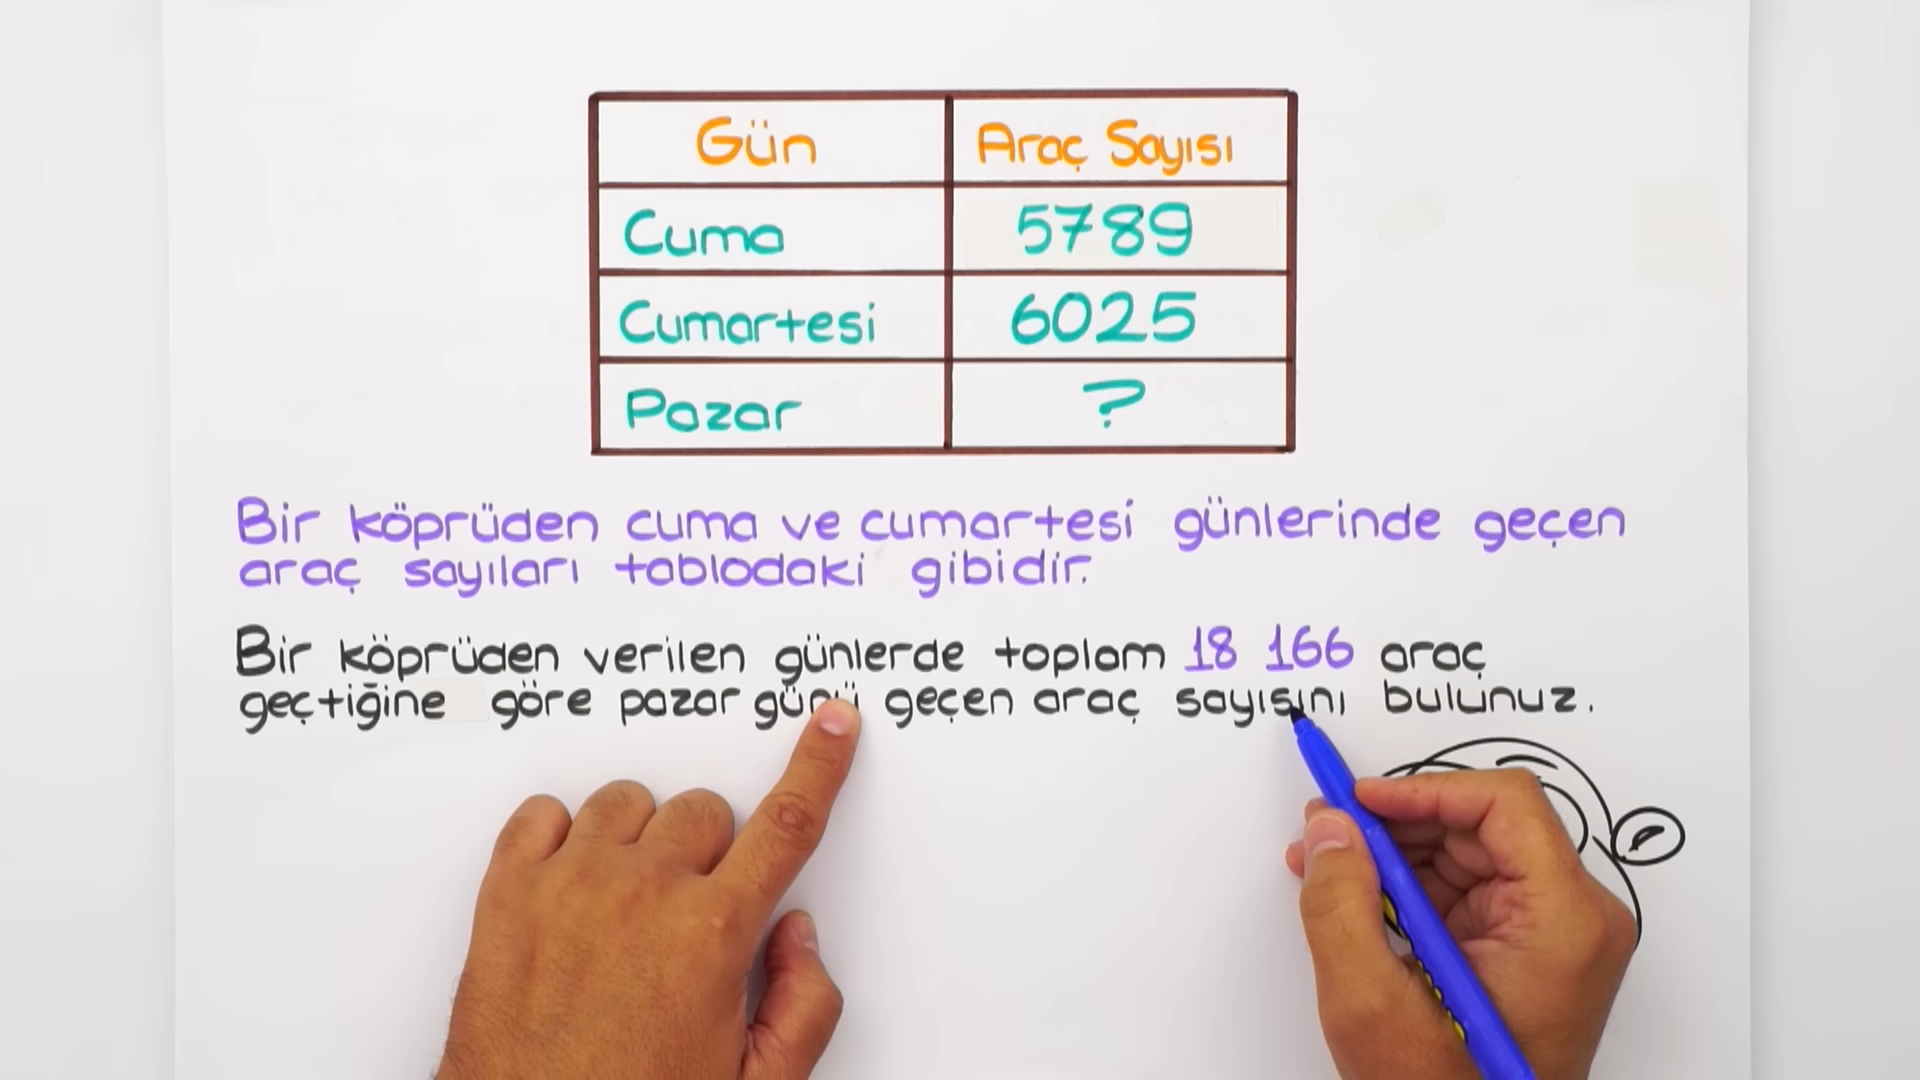 Gün Araç Sayısı
Cuma 5789
Cumartesi 6025
Pazar ?
Bir köprüden cuma ve cumartesi günlerinde geçen
araç sayıları tablodaki gibidir.
Bir köprüden verilen günlerde toplam 18 166 araç
geçtiğine göre pazar günü geçen araç sayısını bulunuz.